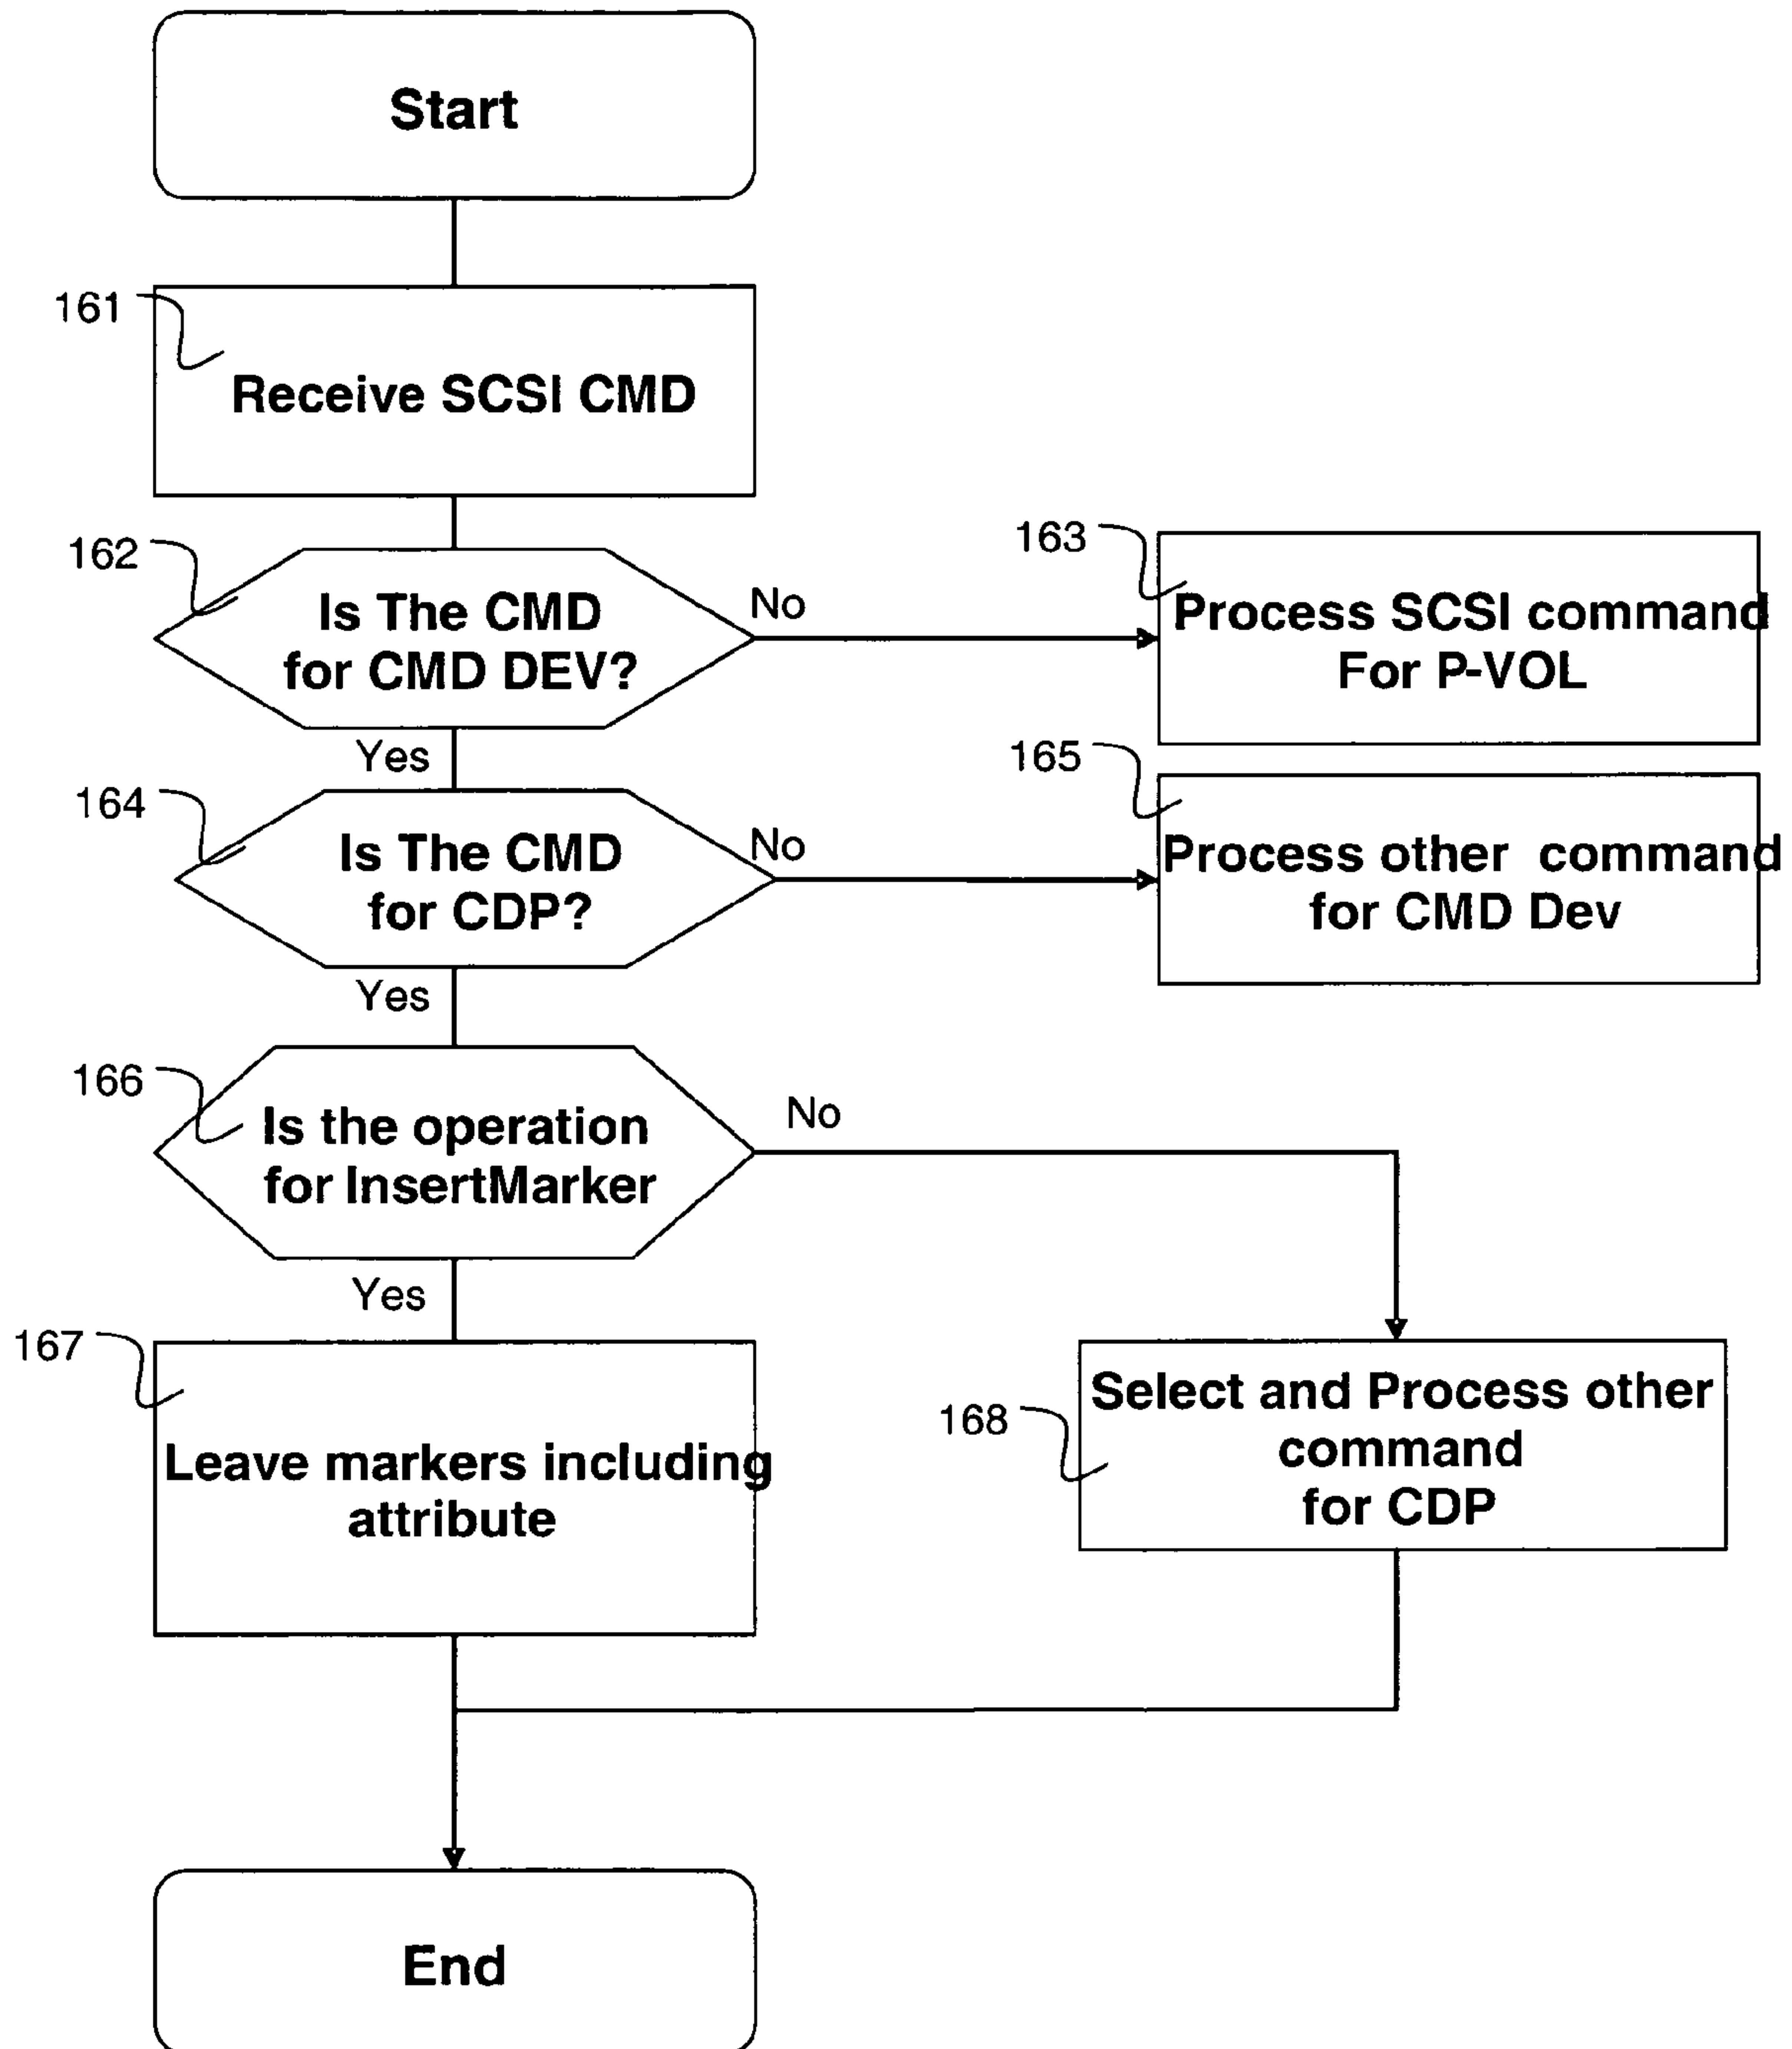 Start
161
Receive SCSI CMD
162
Is The CMD
for CMD DEV?
No
163
Process SCSI command
For P-VOL
Yes
164
Is The CMD
for CDP?
No
165
Process other command
for CMD Dev
Yes
166
Is the operation
for InsertMarker
No
Yes
167
Leave markers including
attribute
168
Select and Process other
command
for CDP
End